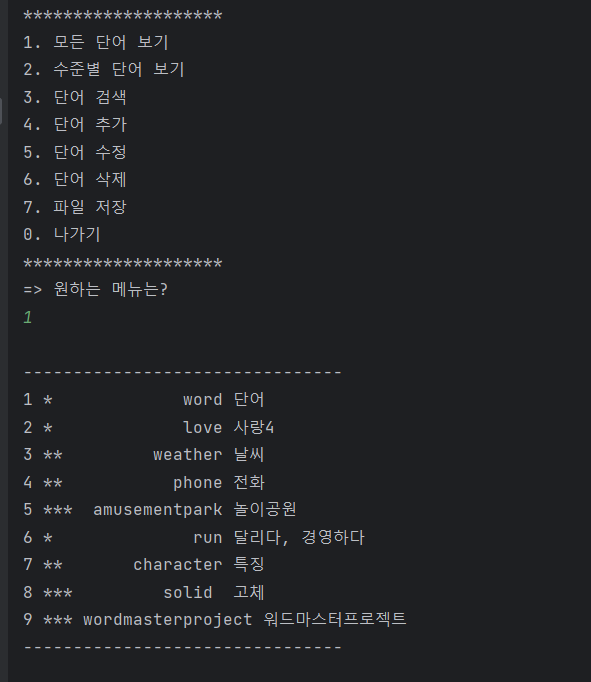 ********************
1. 모든 단어 보기
2. 수준별 단어 보기
3. 단어 검색
4. 단어 추가
5. 단어 수정
6. 단어 삭제
7. 파일 저장
0. 나가기
********************
=> 원하는 메뉴는?
1
--------------------------------
1 *             word 단어
2 *             love 사랑4
3 **         weather 날씨
4 **           phone 전화
5 ***  amusementpark 놀이공원
6 *              run 달리다, 경영하다
7 **       character 특징
8 ***         solid  고체
9 *** wordmasterproject 워드마스터프로젝트
--------------------------------